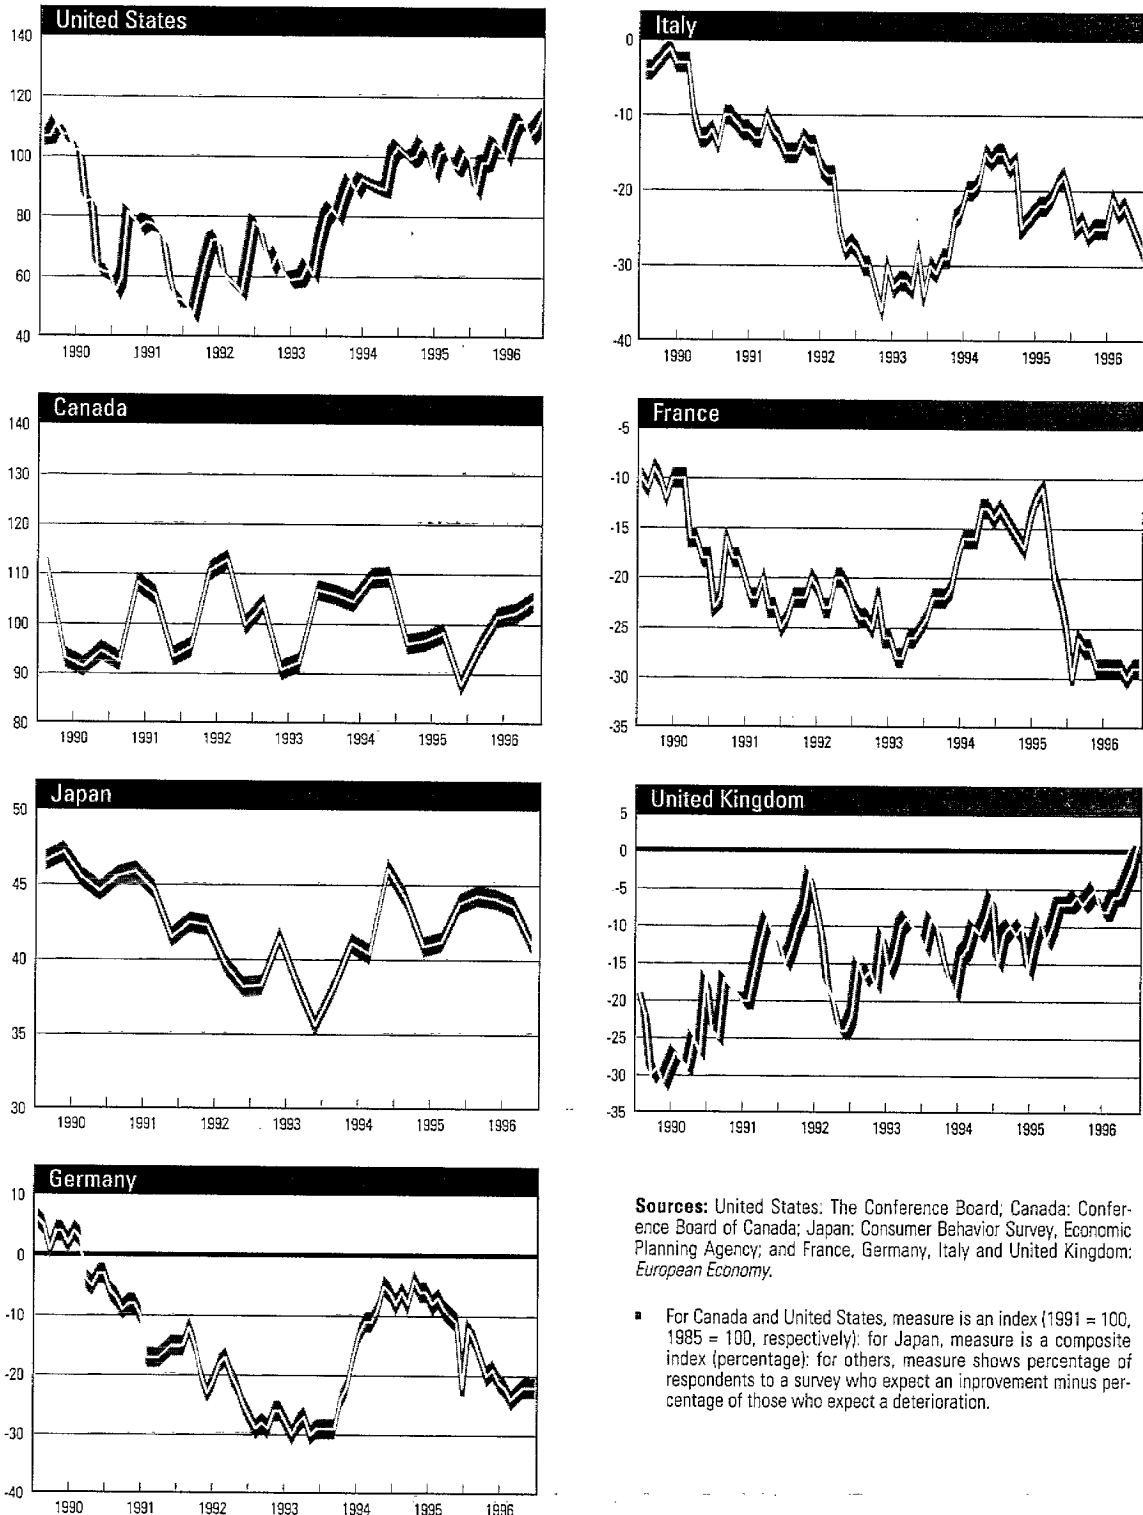 United States
140
120
100
80
60
40
1990 1991 1992 1993 1994 1995 1996
Canada
140
130
120
110
100
90
80
1990 1991 1992 1993 1994 1995 1996
Japan
50
45
40
35
30
1990 1991 1992 1993 1994 1995 1996
Germany
10
0
-10
-20
-30
-40
1990 1991 1992 1993 1994 1995 1996
Italy
0
-10
-20
-30
-40
1990 1991 1992 1993 1994 1995 1996
France
-5
-10
-15
-20
-25
-30
-35
1990 1991 1992 1993 1994 1995 1996
United Kingdom
5
0
-5
-10
-15
-20
-25
-30
-35
1990 1991 1992 1993 1994 1995 1996
Sources: United States: The Conference Board; Canada: Confer-
ence Board of Canada; Japan: Consumer Behavior Survey, Economic
Planning Agency; and France, Germany, Italy and United Kingdom:
European Economy.
▪ For Canada and United States, measure is an index (1991 = 100,
1985 = 100, respectively): for Japan, measure is a composite
index (percentage): for others, measure shows percentage of
respondents to a survey who expect an inprovement minus per-
centage of those who expect a deterioration.